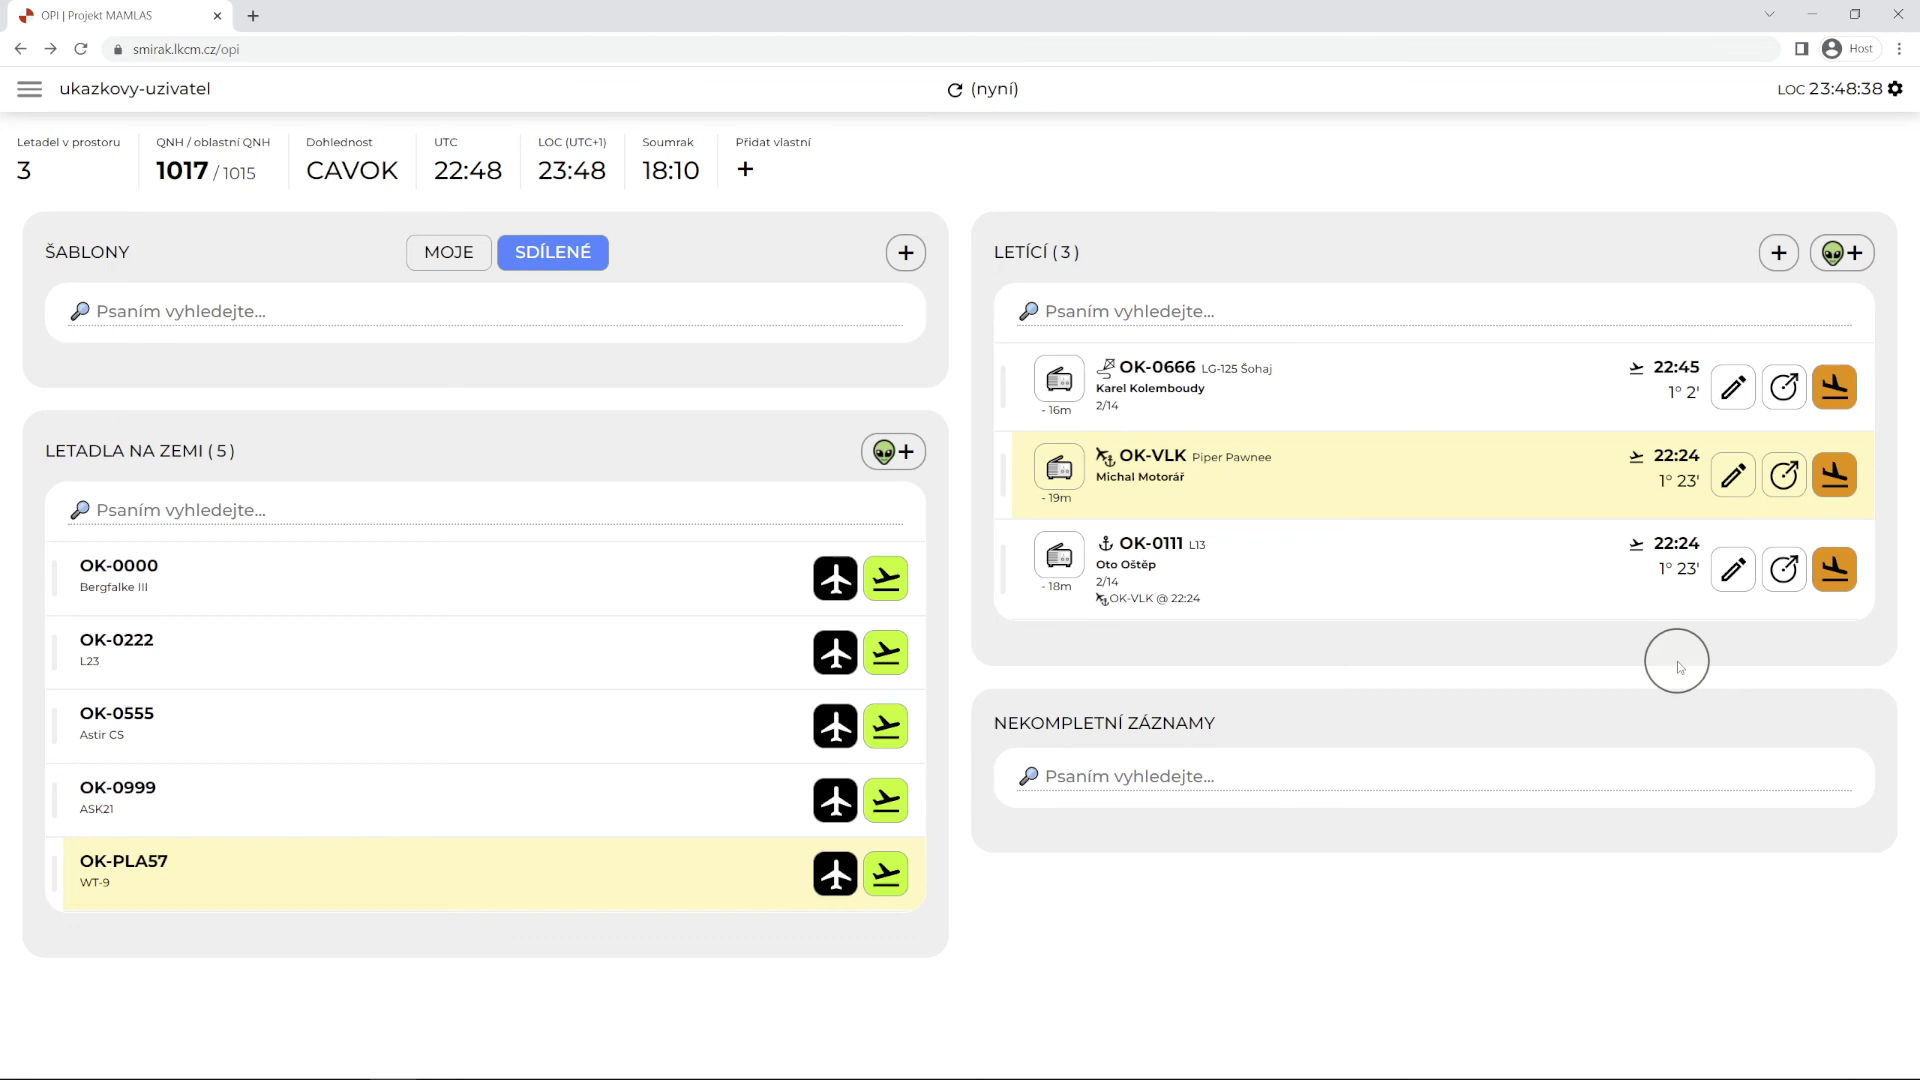 OPI | Projekt MAMLAS
smirak.lkcm.cz/opi
Host
ukazkovy-uzivatel
(nyní)
LOC 23:48:38
Letadel v prostoru
3
QNH / oblastní QNH
1017 / 1015
Dohlednost
CAVOK
UTC
22:48
LOC (UTC+1)
23:48
Soumrak
18:10
Přidat vlastní
+
ŠABLONY
MOJE
SDÍLENÉ
+
Psaním vyhledejte...
LETADLA NA ZEMI ( 5 )
+
Psaním vyhledejte...
OK-0000
Bergfalke III
OK-0222
L23
OK-0555
Astir CS
OK-0999
ASK21
OK-PLA57
WT-9
LETÍCÍ ( 3 )
+
+
Psaním vyhledejte...
OK-0666 LG-125 Šohaj
Karel Kolemboudy
2/14
- 16m
22:45
1° 2'
OK-VLK Piper Pawnee
Michal Motorář
- 19m
22:24
1° 23'
OK-0111 L13
Oto Oštěp
2/14
OK-VLK @ 22:24
- 18m
22:24
1° 23'
NEKOMPLETNÍ ZÁZNAMY
Psaním vyhledejte...